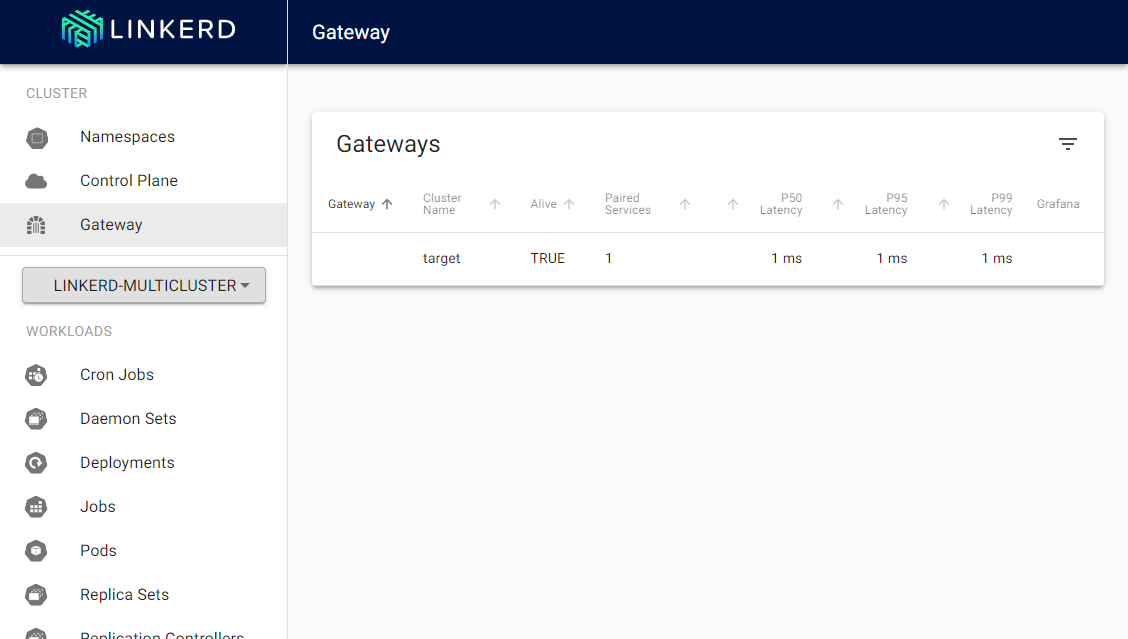 LINKERD
Gateway
CLUSTER
Namespaces
Control Plane
Gateway
LINKERD-MULTICLUSTER
WORKLOADS
Cron Jobs
Daemon Sets
Deployments
Jobs
Pods
Replica Sets
Replication Controllers
Gateways
Gateway Cluster Name Alive Paired Services P50 Latency P95 Latency P99 Latency Grafana
target TRUE 1 1 ms 1 ms 1 ms